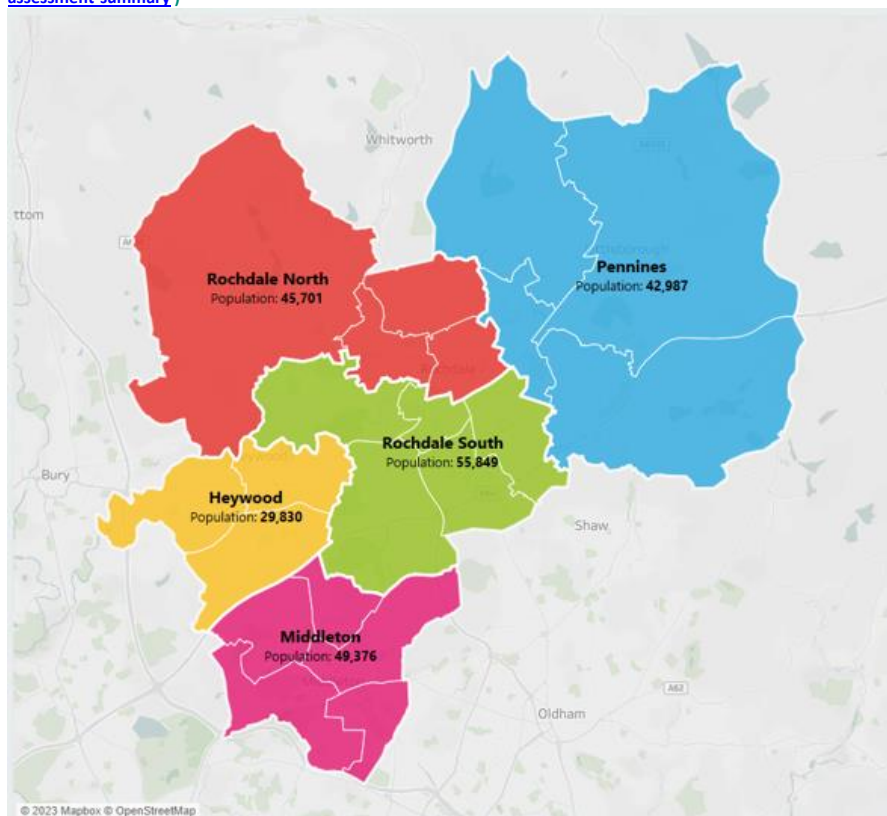 assessment-summary )
Whitworth
ttom
Rochdale North
Population: 45,701
Pennines
Population: 42,987
Rochdale South
Population: 55,849
Bury
Heywood
Population: 29,830
Shaw
Middleton
Population: 49,376
A62
Oldham
© 2023 Mapbox © OpenStreetMap